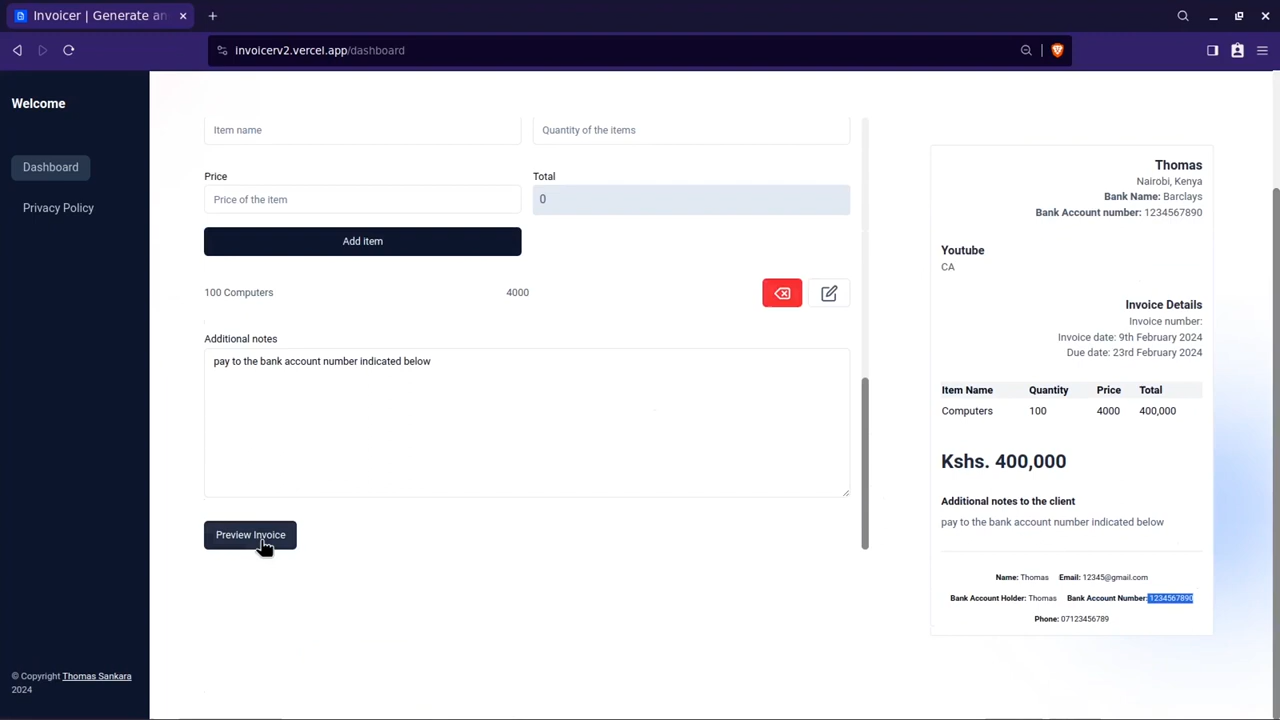 Invoicer | Generate an
invoicerv2.vercel.app/dashboard
Welcome
Dashboard
Privacy Policy
© Copyright Thomas Sankara
2024
Item name
Quantity of the items
Price
Total
Price of the item
0
Add item
100 Computers
4000
Additional notes
pay to the bank account number indicated below
Preview Invoice
Thomas
Nairobi, Kenya
Bank Name: Barclays
Bank Account number: 1234567890
Youtube
CA
Invoice Details
Invoice number:
Invoice date: 9th February 2024
Due date: 23rd February 2024
Item Name Quantity Price Total
Computers 100 4000 400,000
Kshs. 400,000
Additional notes to the client
pay to the bank account number indicated below
Name: Thomas Email: 12345@gmail.com
Bank Account Holder: Thomas Bank Account Number: 1234567890
Phone: 07123456789